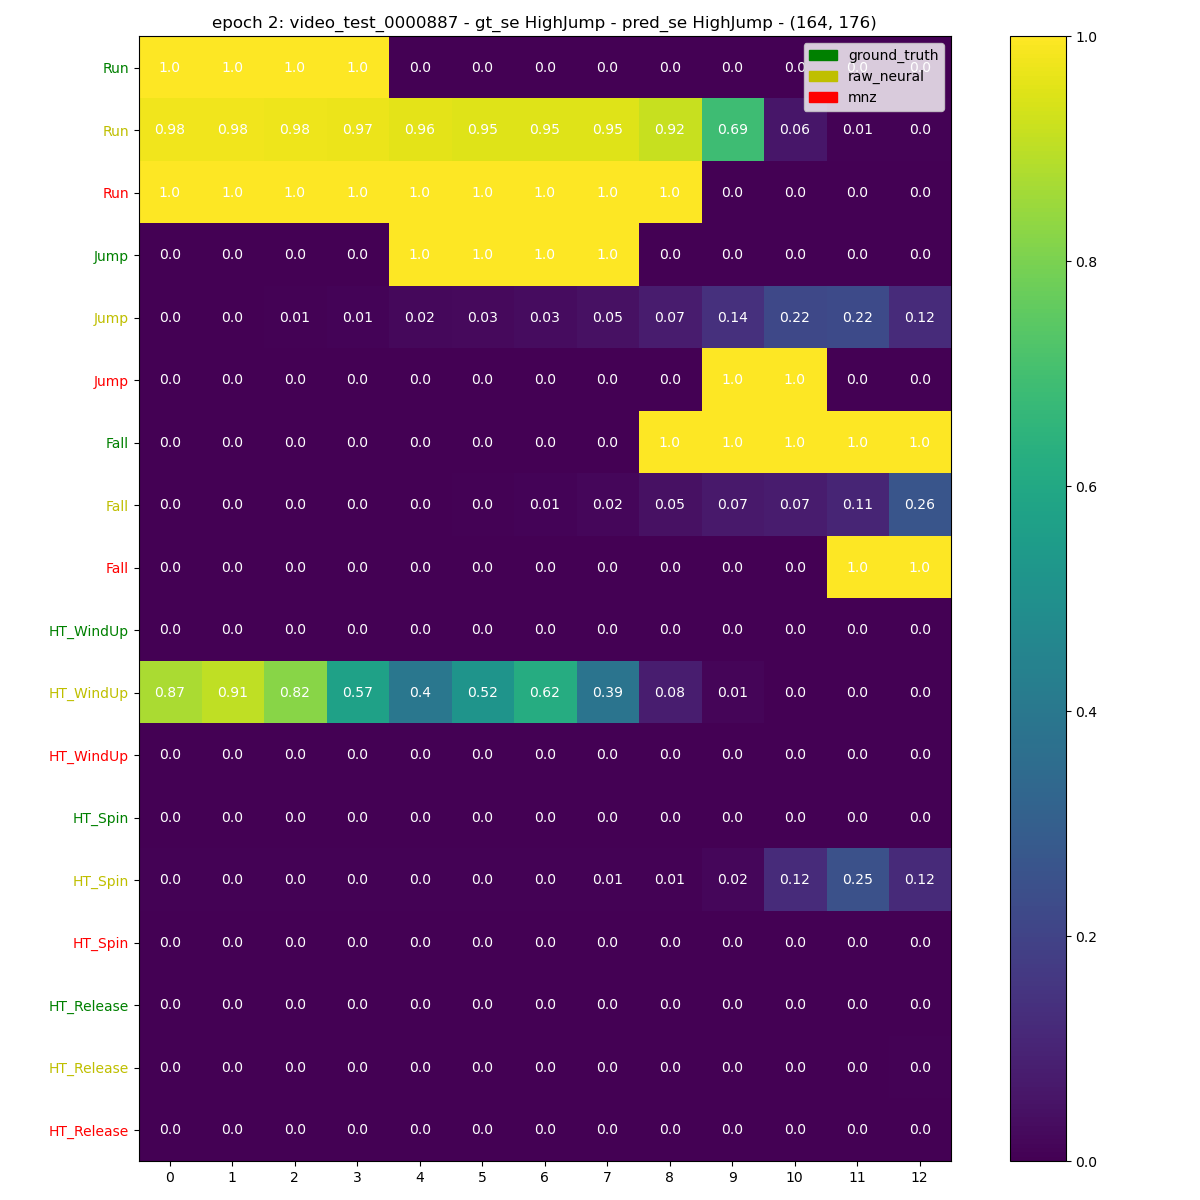 epoch 2: video_test_0000887 - gt_se HighJump - pred_se HighJump - (164, 176)
ground_truth
raw_neural
mnz
Run 1.0 1.0 1.0 1.0 0.0 0.0 0.0 0.0 0.0 0.0 0.0 0.0 0.0
Run 0.98 0.98 0.98 0.97 0.96 0.95 0.95 0.95 0.92 0.69 0.06 0.01 0.0
Run 1.0 1.0 1.0 1.0 1.0 1.0 1.0 1.0 1.0 0.0 0.0 0.0 0.0
Jump 0.0 0.0 0.0 0.0 1.0 1.0 1.0 1.0 0.0 0.0 0.0 0.0 0.0
Jump 0.0 0.0 0.01 0.01 0.02 0.03 0.03 0.05 0.07 0.14 0.22 0.22 0.12
Jump 0.0 0.0 0.0 0.0 0.0 0.0 0.0 0.0 0.0 1.0 1.0 0.0 0.0
Fall 0.0 0.0 0.0 0.0 0.0 0.0 0.0 0.0 1.0 1.0 1.0 1.0 1.0
Fall 0.0 0.0 0.0 0.0 0.0 0.0 0.01 0.02 0.05 0.07 0.07 0.11 0.26
Fall 0.0 0.0 0.0 0.0 0.0 0.0 0.0 0.0 0.0 0.0 0.0 1.0 1.0
HT_WindUp 0.0 0.0 0.0 0.0 0.0 0.0 0.0 0.0 0.0 0.0 0.0 0.0 0.0
HT_WindUp 0.87 0.91 0.82 0.57 0.4 0.52 0.62 0.39 0.08 0.01 0.0 0.0 0.0
HT_WindUp 0.0 0.0 0.0 0.0 0.0 0.0 0.0 0.0 0.0 0.0 0.0 0.0 0.0
HT_Spin 0.0 0.0 0.0 0.0 0.0 0.0 0.0 0.0 0.0 0.0 0.0 0.0 0.0
HT_Spin 0.0 0.0 0.0 0.0 0.0 0.0 0.0 0.01 0.01 0.02 0.12 0.25 0.12
HT_Spin 0.0 0.0 0.0 0.0 0.0 0.0 0.0 0.0 0.0 0.0 0.0 0.0 0.0
HT_Release 0.0 0.0 0.0 0.0 0.0 0.0 0.0 0.0 0.0 0.0 0.0 0.0 0.0
HT_Release 0.0 0.0 0.0 0.0 0.0 0.0 0.0 0.0 0.0 0.0 0.0 0.0 0.0
HT_Release 0.0 0.0 0.0 0.0 0.0 0.0 0.0 0.0 0.0 0.0 0.0 0.0 0.0
0 1 2 3 4 5 6 7 8 9 10 11 12
1.0
0.8
0.6
0.4
0.2
0.0